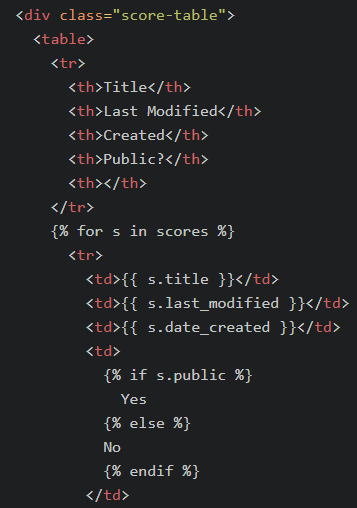 <div class="score-table">
<table>
<tr>
<th>Title</th>
<th>Last Modified</th>
<th>Created</th>
<th>Public?</th>
<th></th>
</tr>
{% for s in scores %}
<tr>
<td>{{ s.title }}</td>
<td>{{ s.last_modified }}</td>
<td>{{ s.date_created }}</td>
<td>
{% if s.public %}
Yes
{% else %}
No
{% endif %}
</td>